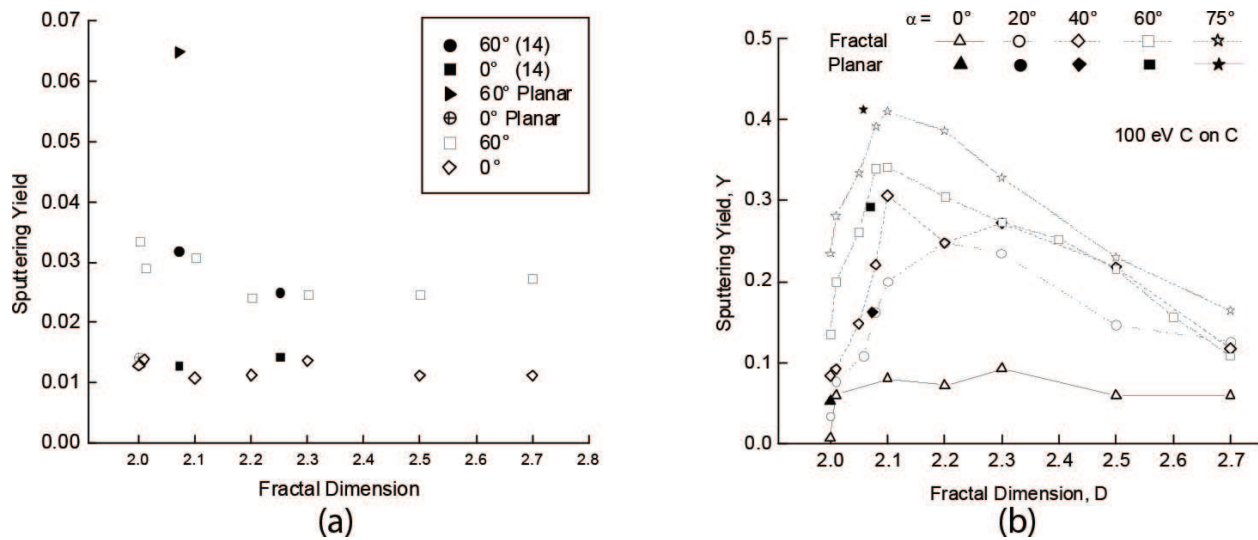 0.07
0.06
0.05
0.04
0.03
0.02
0.01
0.00
Sputtering Yield
2.0 2.1 2.2 2.3 2.4 2.5 2.6 2.7 2.8
Fractal Dimension
60° (14)
0° (14)
60° Planar
0° Planar
60°
0°
(a)
α = 0° 20° 40° 60° 75°
Fractal
Planar
100 eV C on C
0.5
0.4
0.3
0.2
0.1
0.0
Sputtering Yield, Y
2.0 2.1 2.2 2.3 2.4 2.5 2.6 2.7
Fractal Dimension, D
(b)